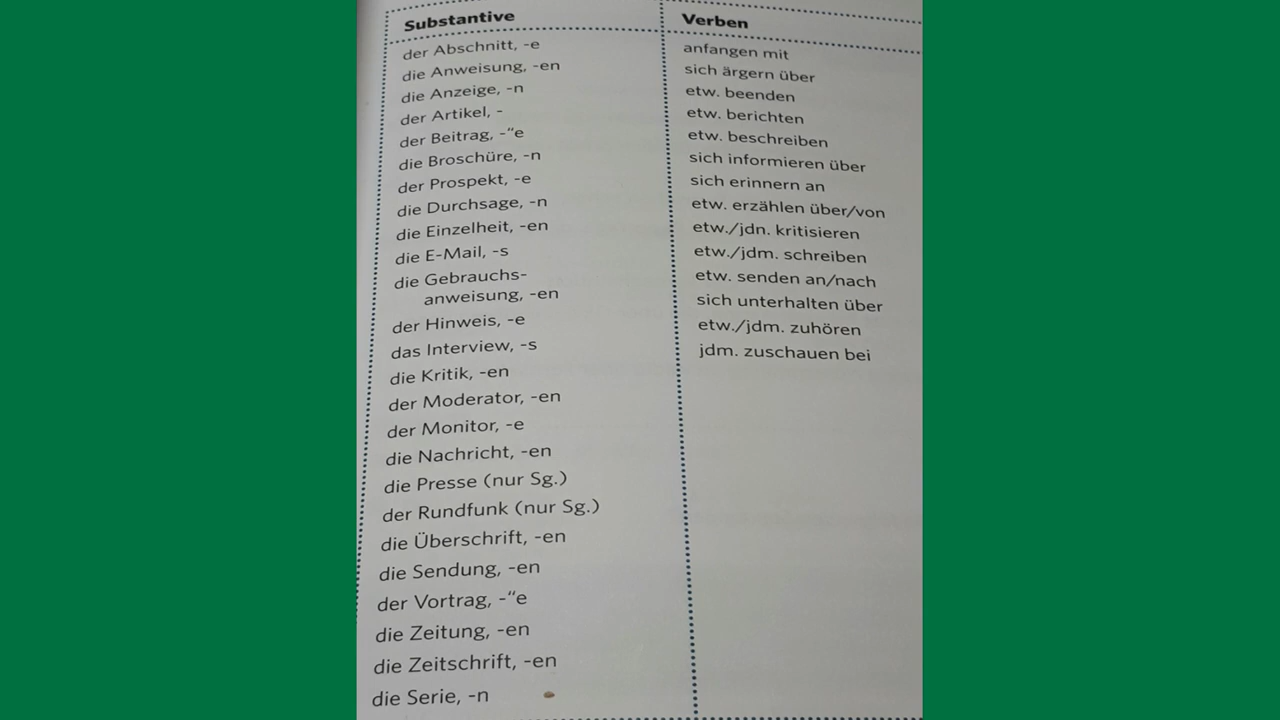 Substantive
der Abschnitt, -e
die Anweisung, -en
die Anzeige, -n
der Artikel, -
der Beitrag, -“e
die Broschüre, -n
der Prospekt, -e
die Durchsage, -n
die Einzelheit, -en
die E-Mail, -s
die Gebrauchs-
anweisung, -en
der Hinweis, -e
das Interview, -s
die Kritik, -en
der Moderator, -en
der Monitor, -e
die Nachricht, -en
die Presse (nur Sg.)
der Rundfunk (nur Sg.)
die Überschrift, -en
die Sendung, -en
der Vortrag, -“e
die Zeitung, -en
die Zeitschrift, -en
die Serie, -n
Verben
anfangen mit
sich ärgern über
etw. beenden
etw. berichten
etw. beschreiben
sich informieren über
sich erinnern an
etw. erzählen über/von
etw./jdn. kritisieren
etw./jdm. schreiben
etw. senden an/nach
sich unterhalten über
etw./jdm. zuhören
jdm. zuschauen bei